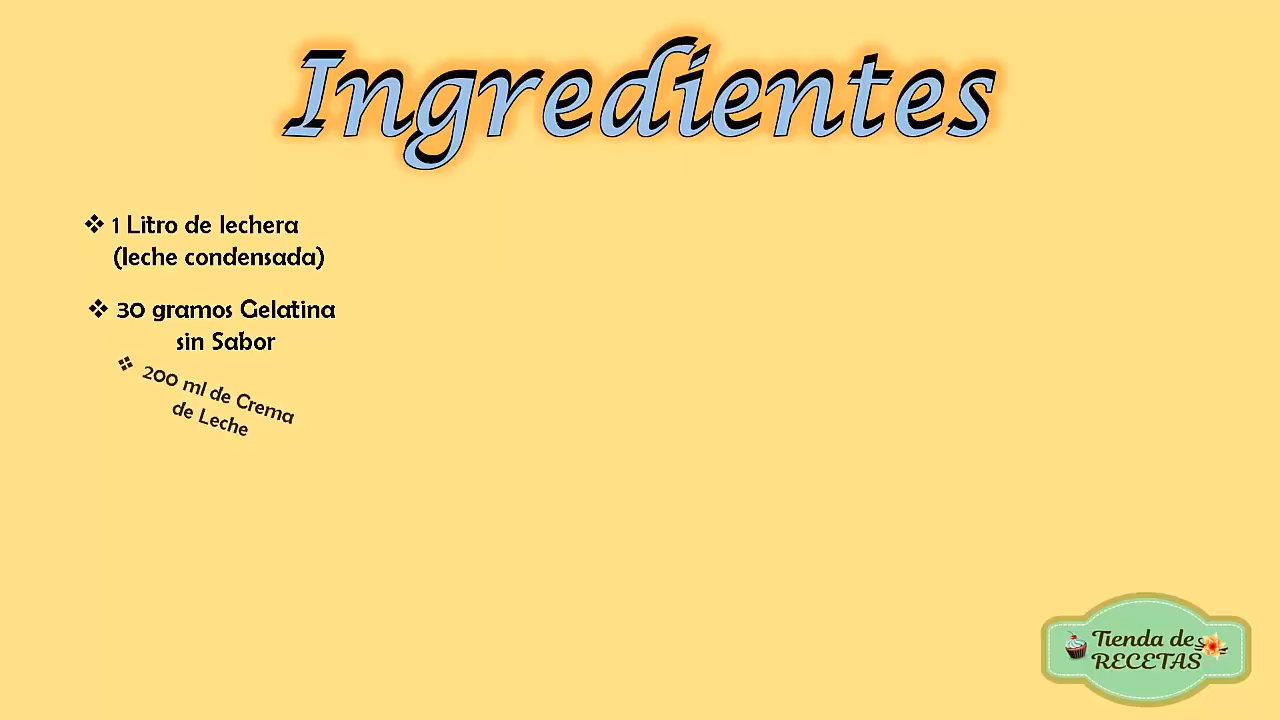 Ingredientes
❖ 1 Litro de lechera
(leche condensada)
❖ 30 gramos Gelatina
sin Sabor
❖ 200 ml de Crema
de Leche
Tienda de
RECETAS